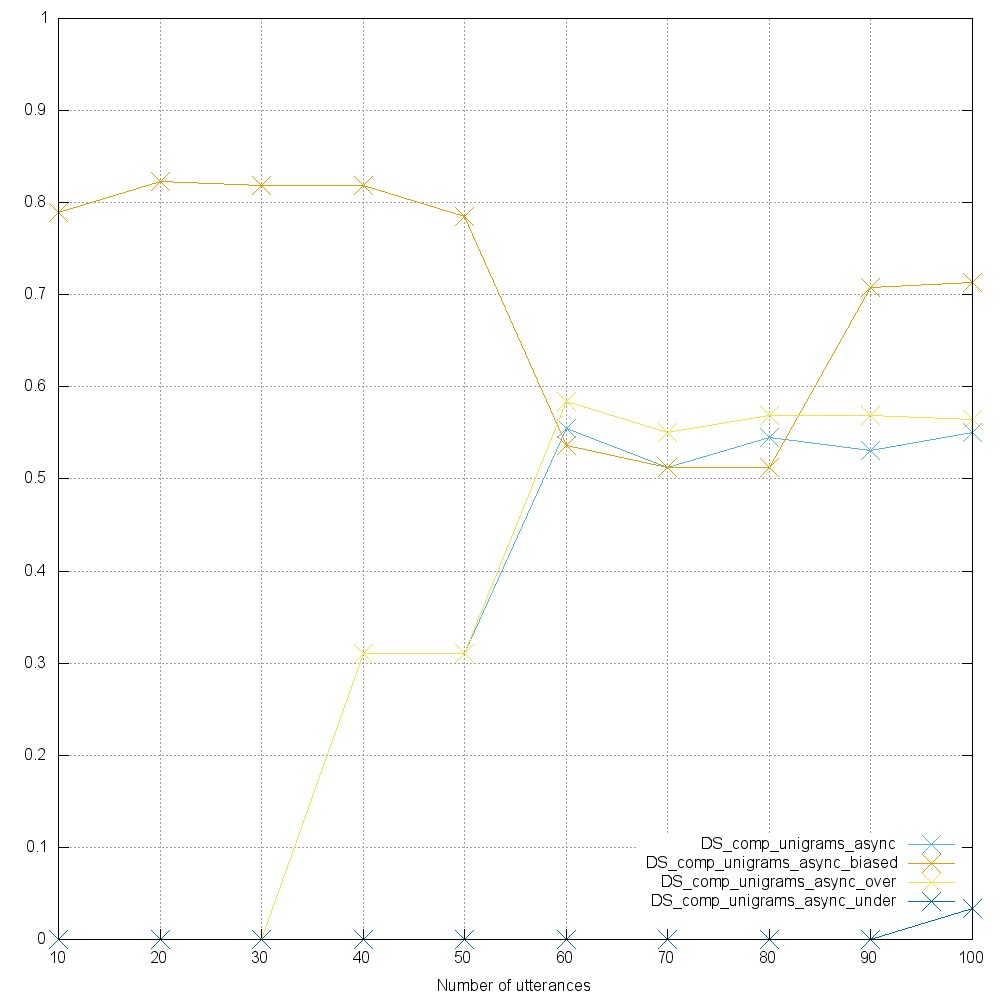 1
0.9
0.8
0.7
0.6
0.5
0.4
0.3
0.2
0.1
0
DS_comp_unigrams_async
DS_comp_unigrams_async_biased
DS_comp_unigrams_async_over
DS_comp_unigrams_async_under
10 20 30 40 50 60 70 80 90 100
Number of utterances